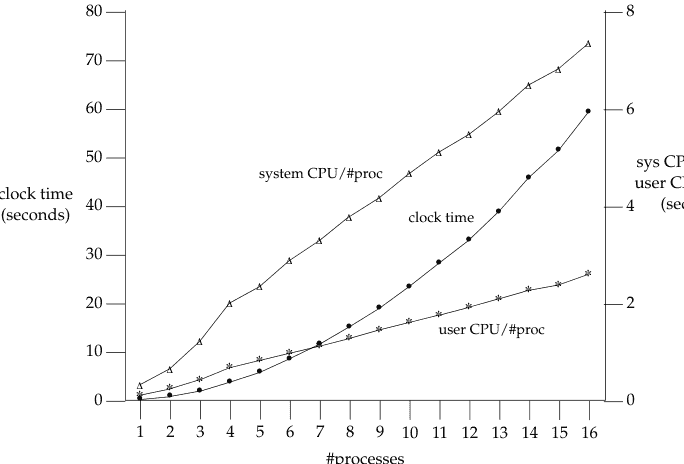 80
8
70
60
6
system CPU/#proc
sys
50
clock time
user
(seconds)
40
4
clock time
30
20
2
user CPU/#proc
10
0
0
1 2 3 4 5 6 7 8 9 10 11 12 13 14 15 16
#processes